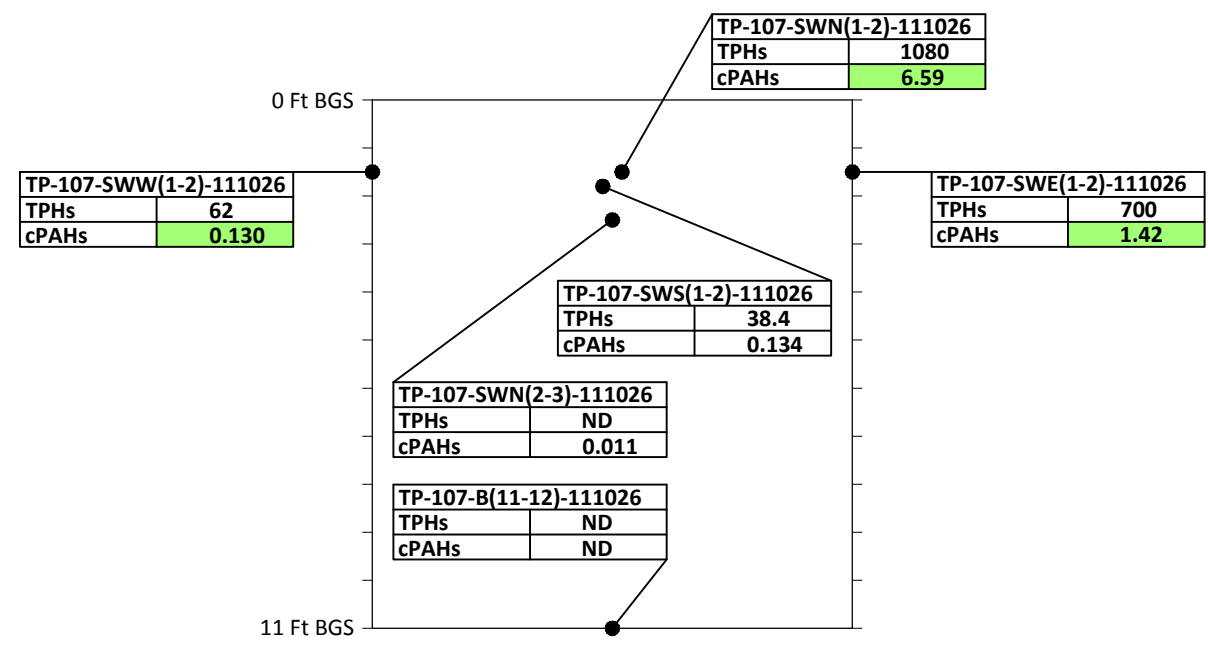 TP-107-SWN(1-2)-111026
TPHs 1080
cPAHs 6.59
0 Ft BGS
TP-107-SWW(1-2)-111026
TPHs 62
cPAHs 0.130
TP-107-SWE(1-2)-111026
TPHs 700
cPAHs 1.42
TP-107-SWS(1-2)-111026
TPHs 38.4
cPAHs 0.134
TP-107-SWN(2-3)-111026
TPHs ND
cPAHs 0.011
TP-107-B(11-12)-111026
TPHs ND
cPAHs ND
11 Ft BGS